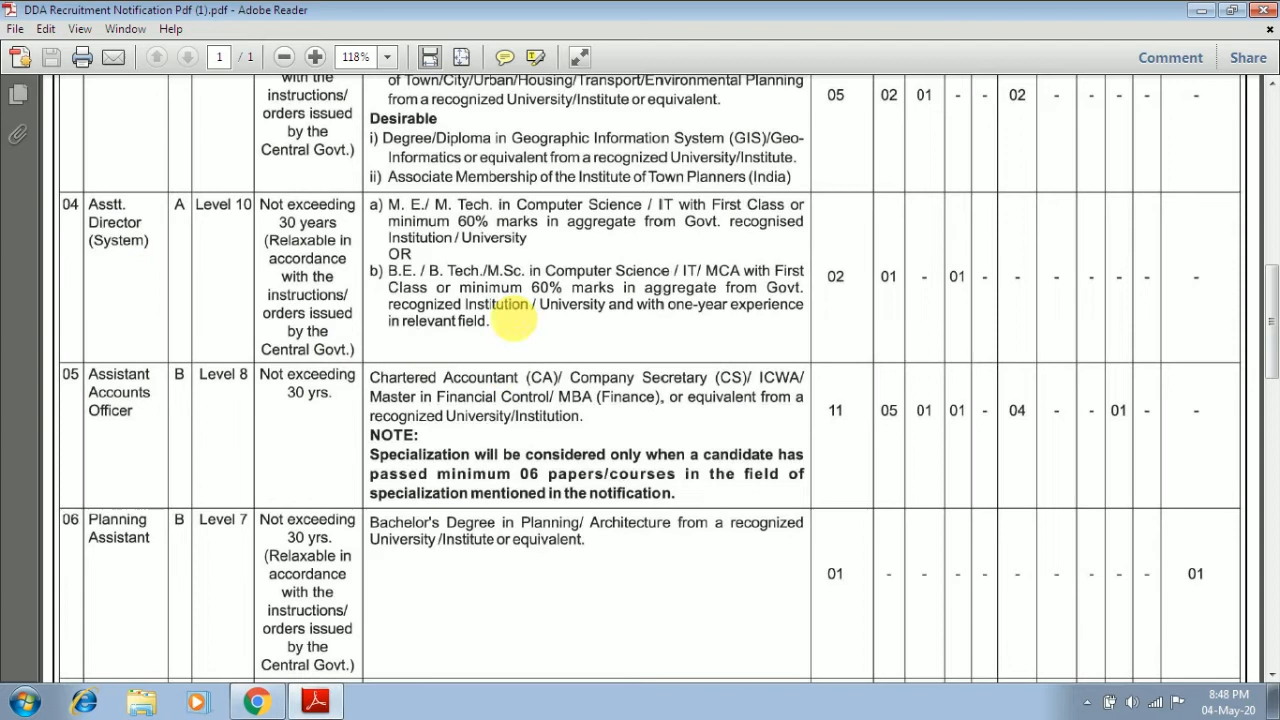 DDA Recruitment Notification Pdf (1).pdf - Adobe Reader
File Edit View Window Help
1 / 1 118% Comment Share
with the
instructions/
orders issued
by the
Central Govt.)
of Town/City/Urban/Housing/Transport/Environmental Planning
from a recognized University/Institute or equivalent.
Desirable
i) Degree/Diploma in Geographic Information System (GIS)/Geo-
Informatics or equivalent from a recognized University/Institute.
ii) Associate Membership of the Institute of Town Planners (India)
05 02 01 - - 02 - - - -
04 Asstt.
Director
(System)
A Level 10
Not exceeding
30 years
(Relaxable in
accordance
with the
instructions/
orders issued
by the
Central Govt.)
a) M. E./ M. Tech. in Computer Science / IT with First Class or
minimum 60% marks in aggregate from Govt. recognised
Institution / University
OR
b) B.E. / B. Tech./M.Sc. in Computer Science / IT/ MCA with First
Class or minimum 60% marks in aggregate from Govt.
recognized Institution / University and with one-year experience
in relevant field.
02 01 - 01 - - - - - -
05 Assistant
Accounts
Officer
B Level 8
Not exceeding
30 yrs.
Chartered Accountant (CA)/ Company Secretary (CS)/ ICWA/
Master in Financial Control/ MBA (Finance), or equivalent from a
recognized University/Institution.
NOTE:
Specialization will be considered only when a candidate has
passed minimum 06 papers/courses in the field of
specialization mentioned in the notification.
11 05 01 01 - 04 - - 01 - -
06 Planning
Assistant
B Level 7
Not exceeding
30 yrs.
(Relaxable in
accordance
with the
instructions/
orders issued
by the
Central Govt.)
Bachelor's Degree in Planning/ Architecture from a recognized
University /Institute or equivalent.
01 - - - - - - - - 01
8:48 PM
04-May-20